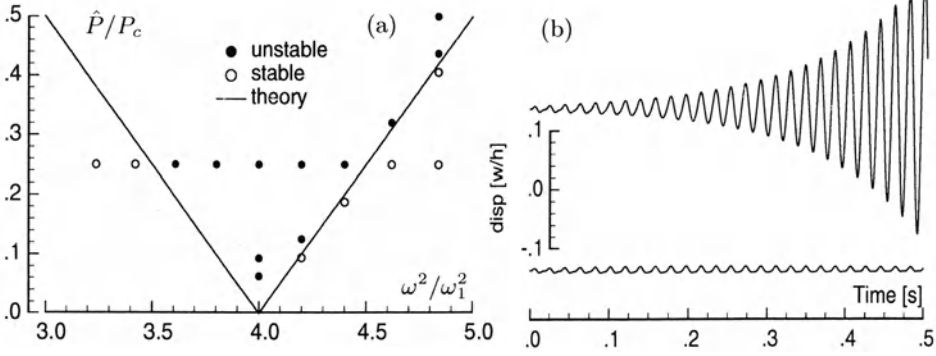 .5
P̂/P_c
(a)
unstable
stable
theory
.4
.3
.2
.1
.0
ω²/ω₁²
3.0 3.5 4.0 4.5 5.0
(b)
disp [w/h]
.1
.0
-.1
Time [s]
.0 .1 .2 .3 .4 .5